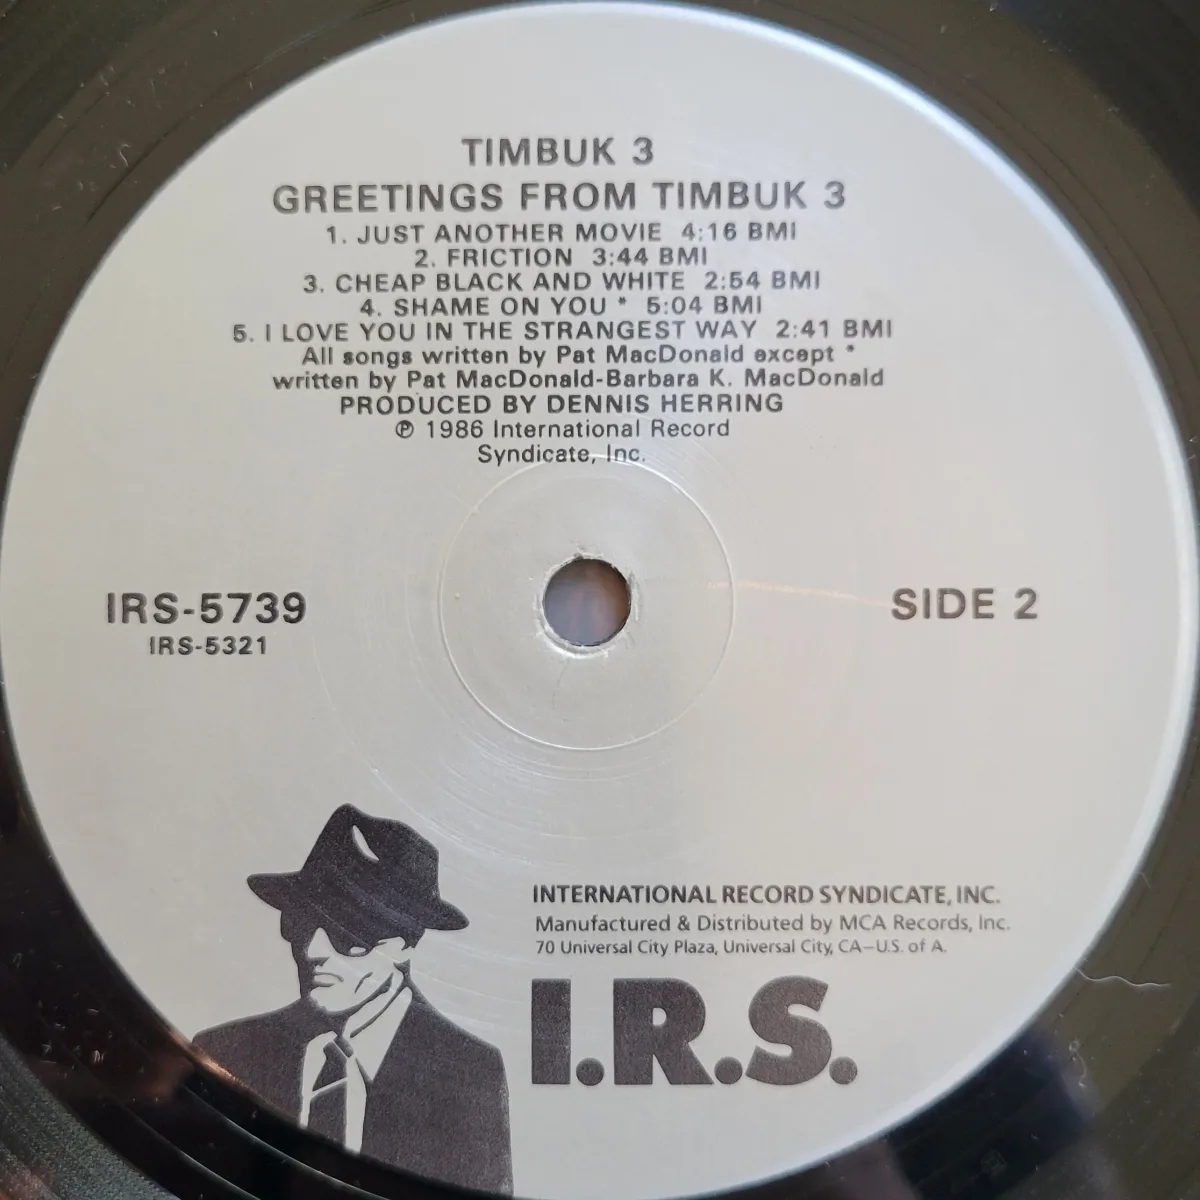 TIMBUK 3
GREETINGS FROM TIMBUK 3
1. JUST ANOTHER MOVIE 4:16 BMI
2. FRICTION 3:44 BMI
3. CHEAP BLACK AND WHITE 2:54 BMI
4. SHAME ON YOU * 5:04 BMI
5. I LOVE YOU IN THE STRANGEST WAY 2:41 BMI
All songs written by Pat MacDonald except *
written by Pat MacDonald-Barbara K. MacDonald
PRODUCED BY DENNIS HERRING
℗ 1986 International Record
Syndicate, Inc.
IRS-5739
IRS-5321
SIDE 2
INTERNATIONAL RECORD SYNDICATE, INC.
Manufactured & Distributed by MCA Records, Inc.
70 Universal City Plaza, Universal City, CA–U.S. of A.
I.R.S.